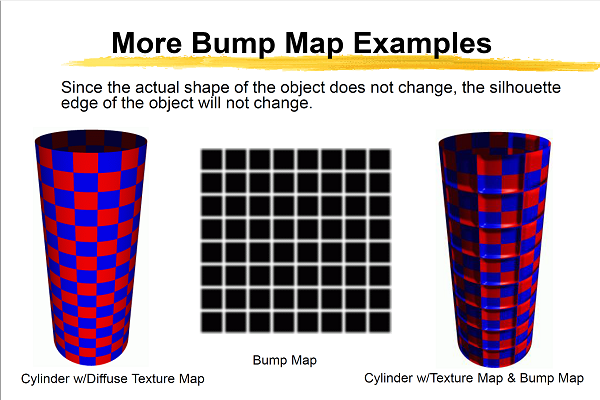 More Bump Map Examples
Since the actual shape of the object does not change, the silhouette
edge of the object will not change.
Bump Map
Cylinder w/Diffuse Texture Map
Cylinder w/Texture Map & Bump Map